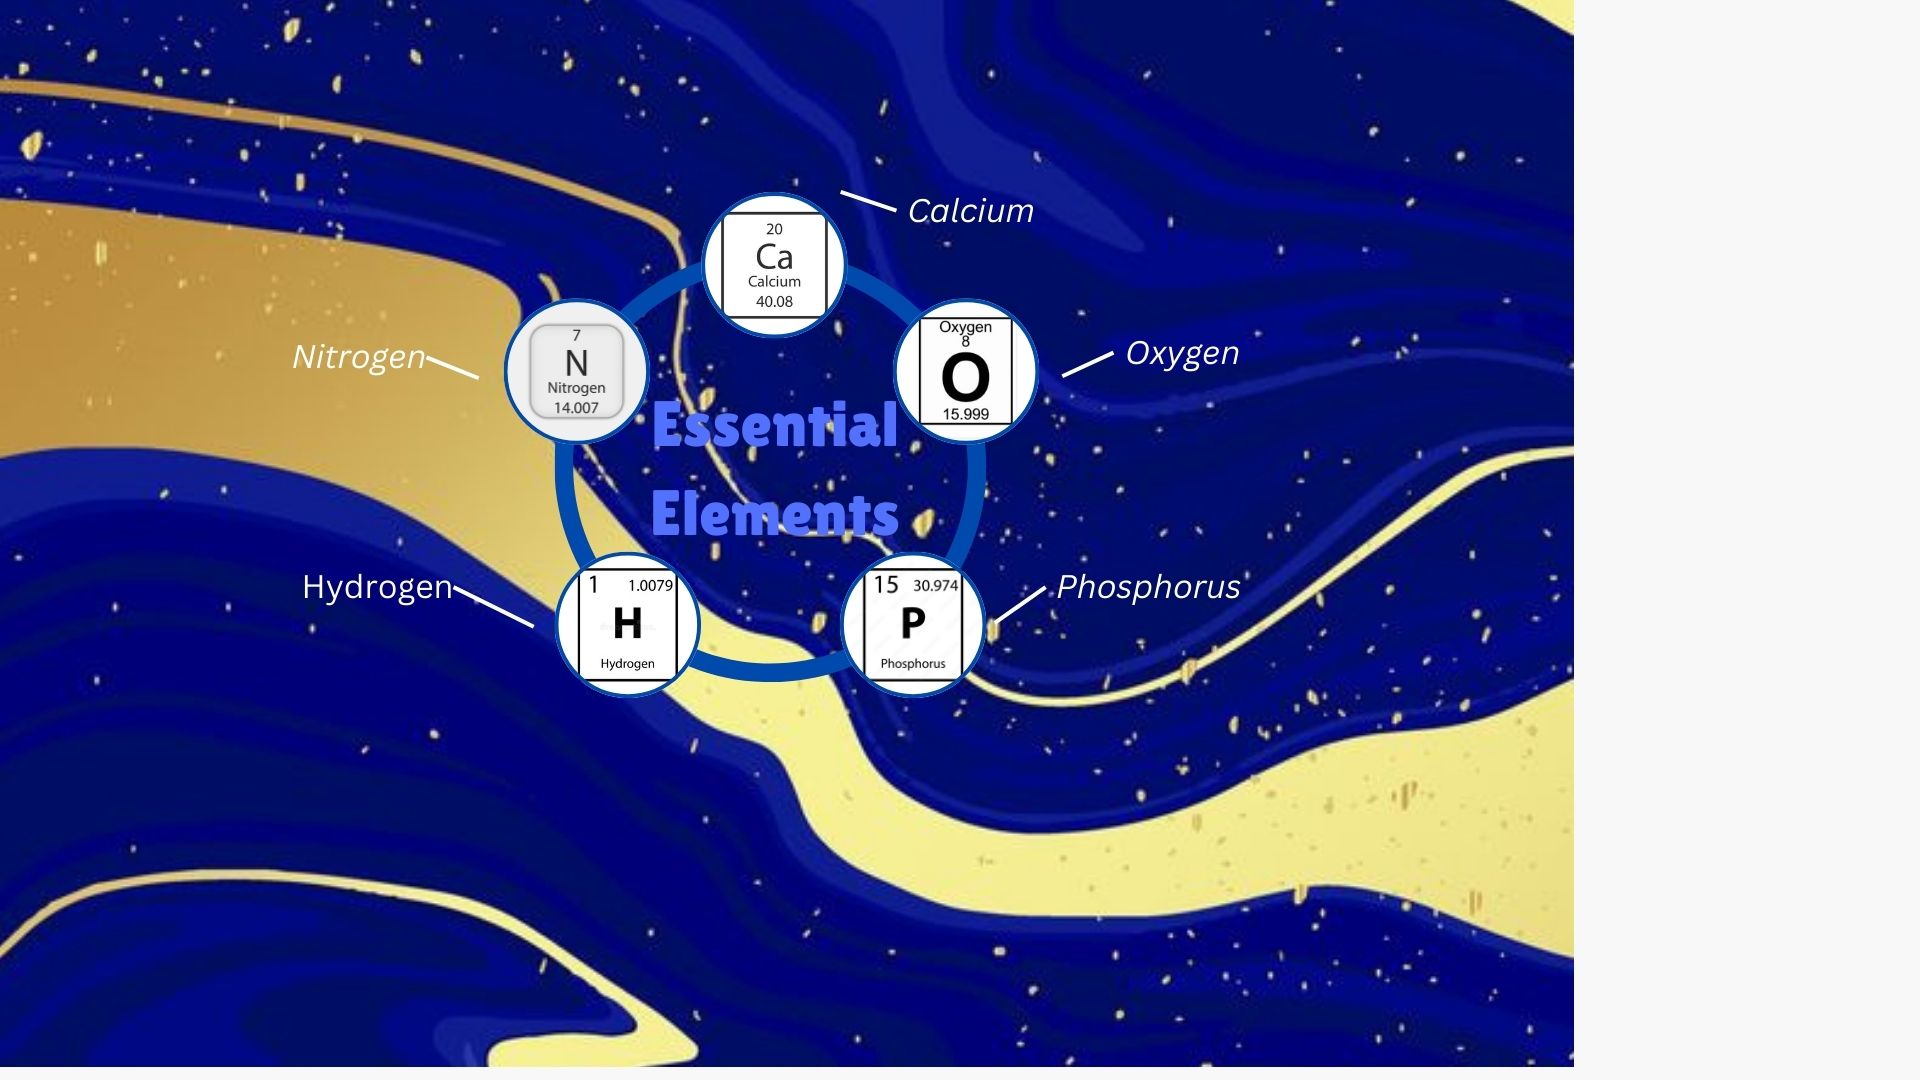 Calcium
20
Ca
Calcium
40.08
Nitrogen
7
N
Nitrogen
14.007
Oxygen
8
O
15.999
Oxygen
Essential
Elements
Hydrogen
1 1.0079
H
Hydrogen
15 30.974
P
Phosphorus
Phosphorus